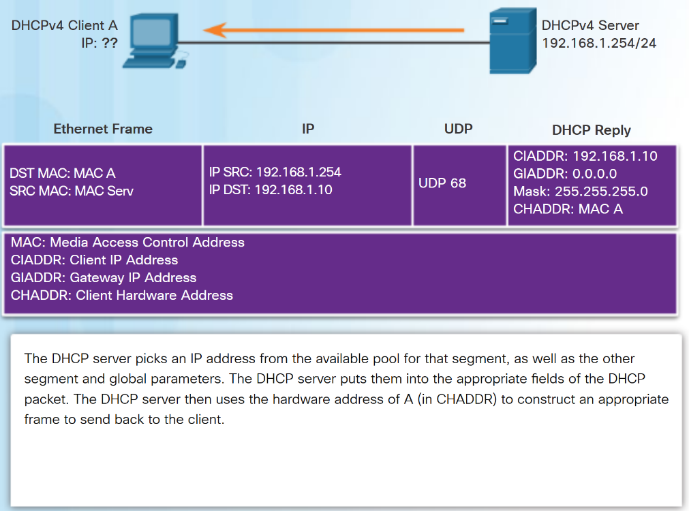 DHCPv4 Client A
IP: ??
DHCPv4 Server
192.168.1.254/24
Ethernet Frame
IP
UDP
DHCP Reply
DST MAC: MAC A
SRC MAC: MAC Serv
IP SRC: 192.168.1.254
IP DST: 192.168.1.10
UDP 68
CIADDR: 192.168.1.10
GIADDR: 0.0.0.0
Mask: 255.255.255.0
CHADDR: MAC A
MAC: Media Access Control Address
CIADDR: Client IP Address
GIADDR: Gateway IP Address
CHADDR: Client Hardware Address
The DHCP server picks an IP address from the available pool for that segment, as well as the other
segment and global parameters. The DHCP server puts them into the appropriate fields of the DHCP
packet. The DHCP server then uses the hardware address of A (in CHADDR) to construct an appropriate
frame to send back to the client.